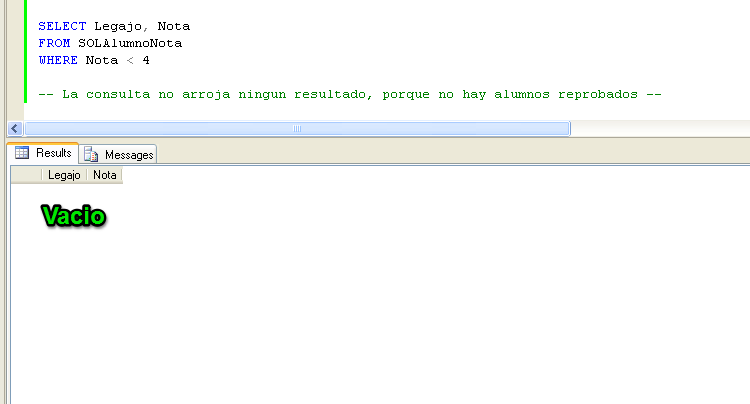 SELECT Legajo, Nota
FROM SOLAlumnoNota
WHERE Nota < 4
-- La consulta no arroja ningun resultado, porque no hay alumnos reprobados --
Results Messages
Legajo Nota
Vacio